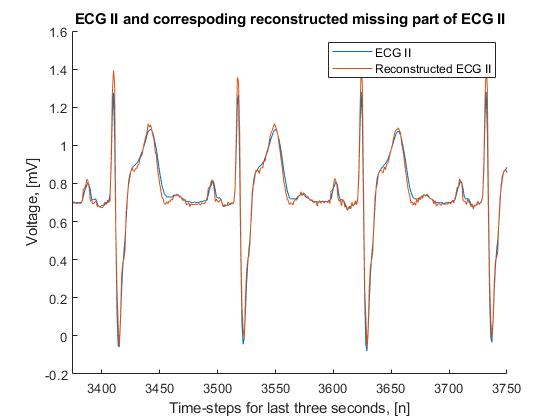 ECG II and correspoding reconstructed missing part of ECG II
1.6
1.4
1.2
1
0.8
0.6
0.4
0.2
0
-0.2
Voltage, [mV]
ECG II
Reconstructed ECG II
3400 3450 3500 3550 3600 3650 3700 3750
Time-steps for last three seconds, [n]